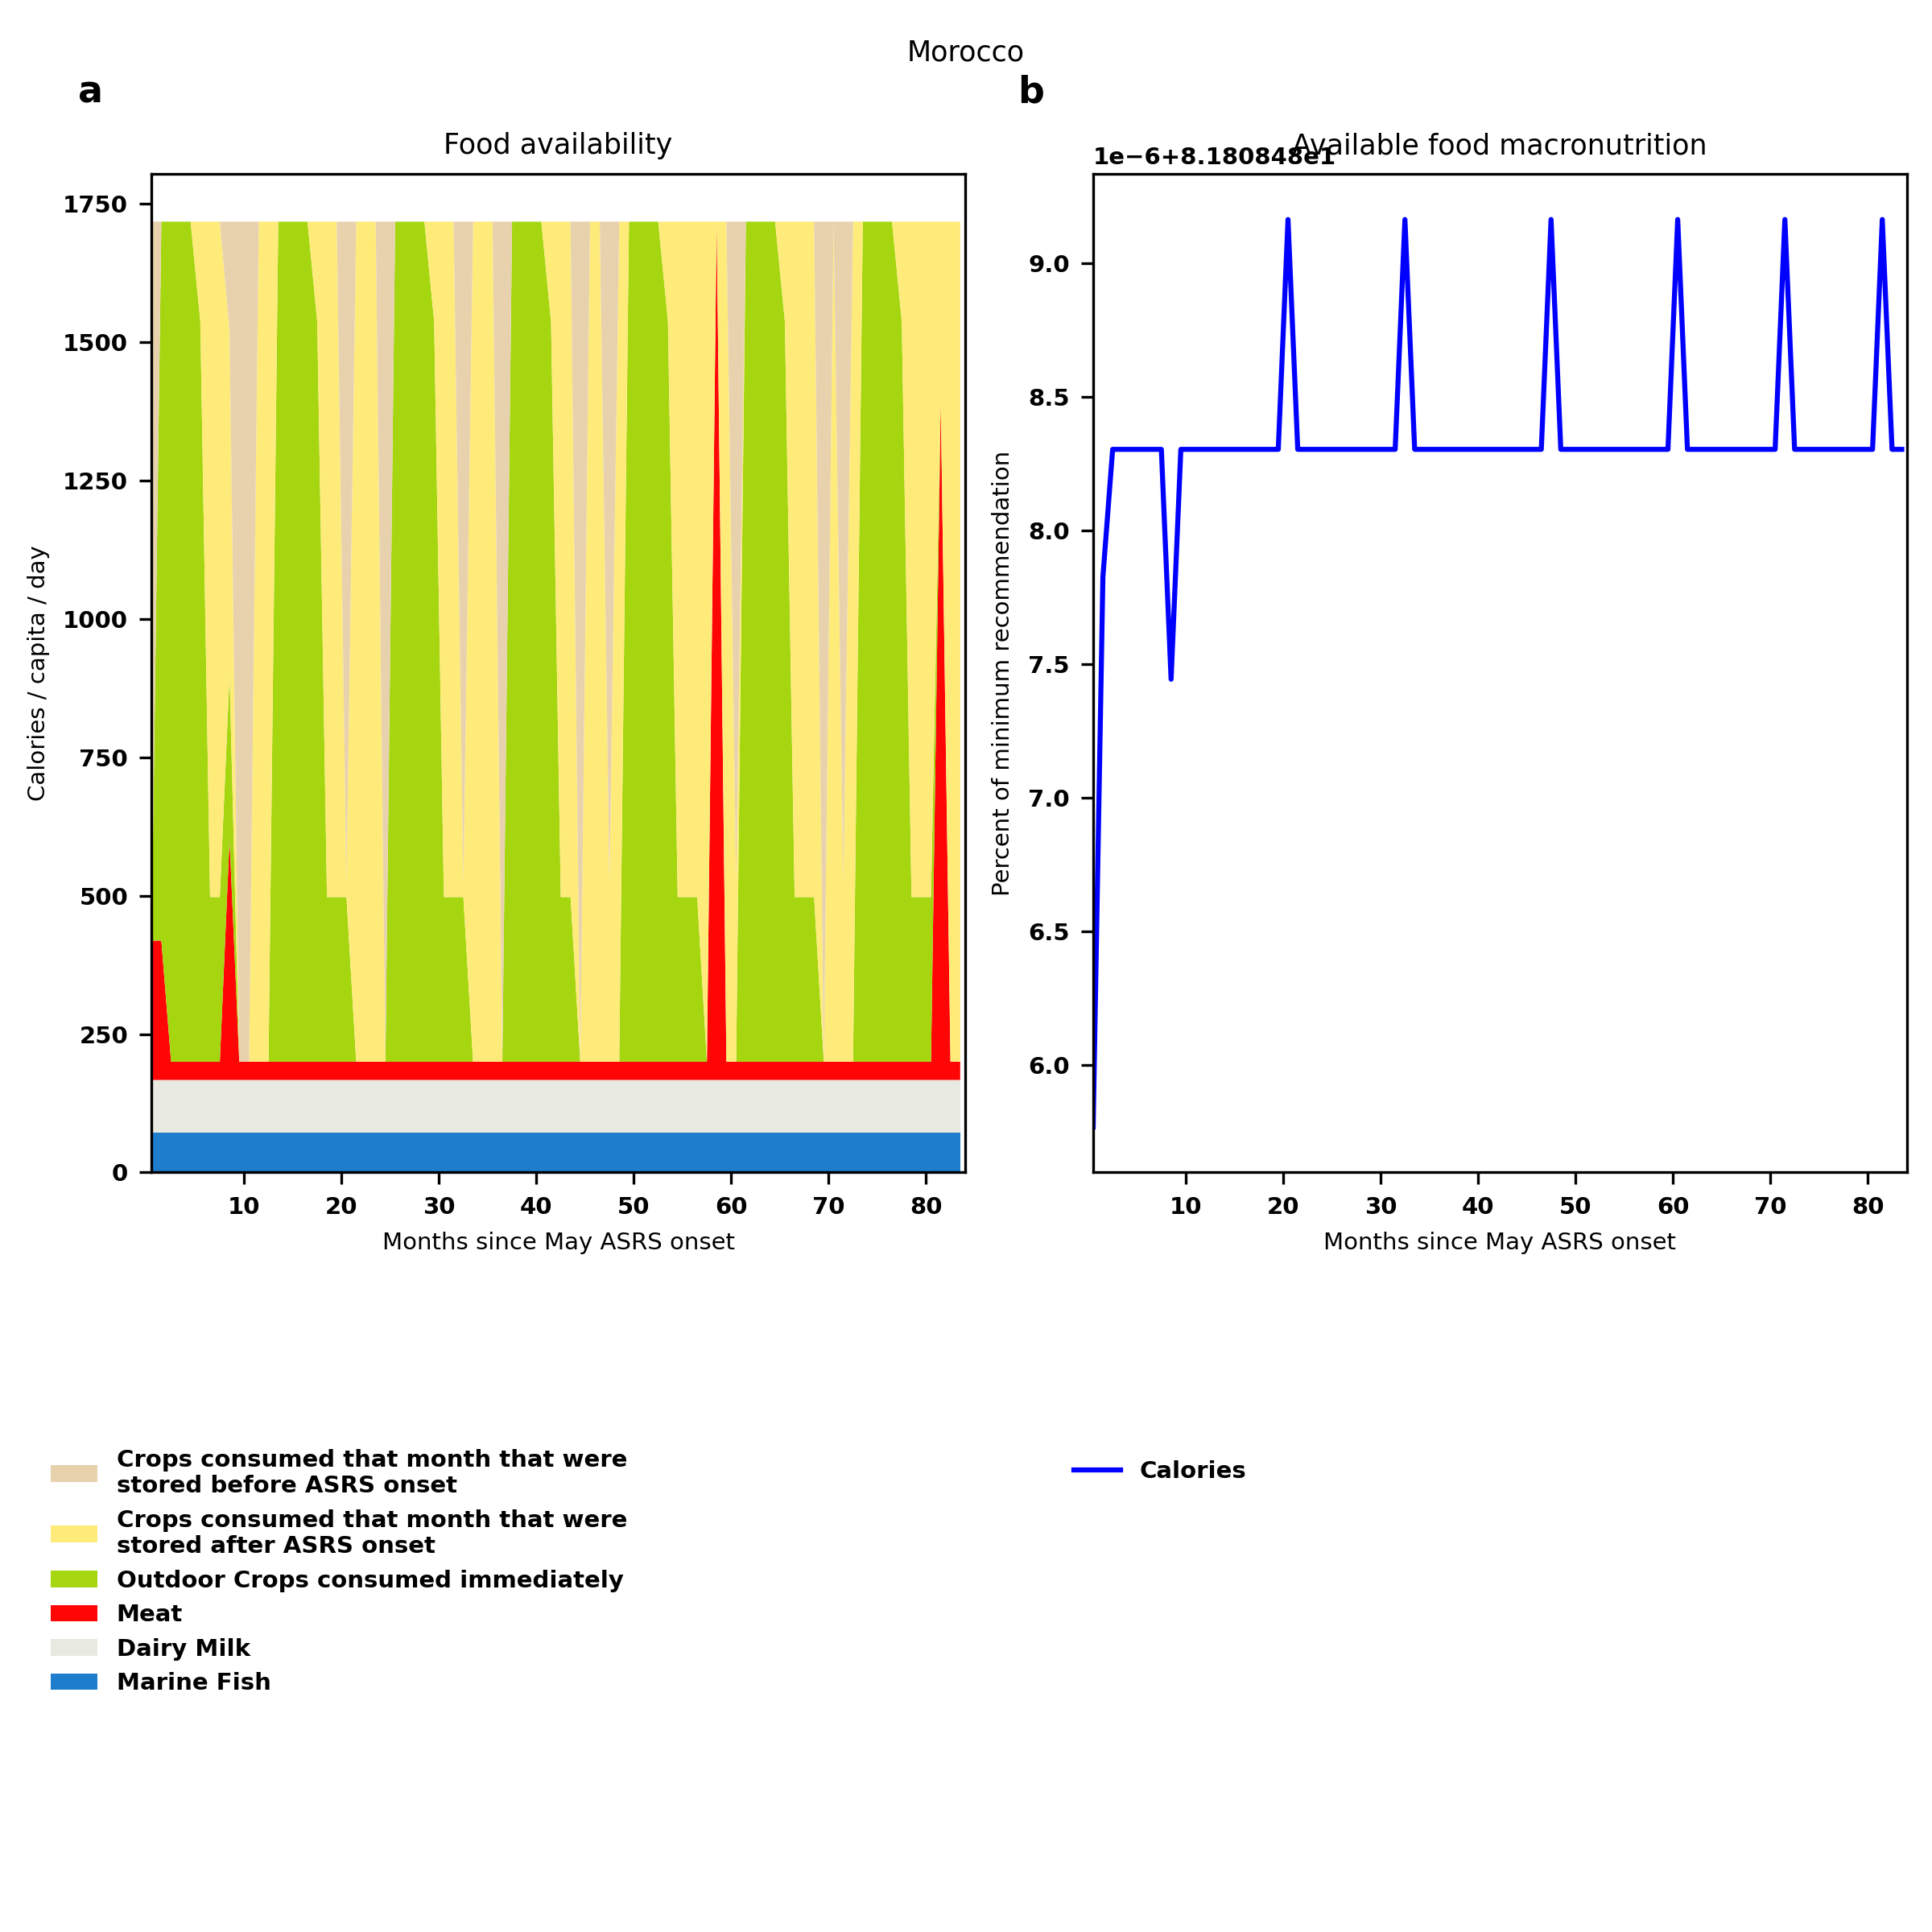 Morocco
a
b
Food availability
Available food macronutrition
1e−6+8.180848e1
1750
1500
1250
1000
750
500
250
0
Calories / capita / day
10 20 30 40 50 60 70 80
Months since May ASRS onset
9.0
8.5
8.0
7.5
7.0
6.5
6.0
Percent of minimum recommendation
10 20 30 40 50 60 70 80
Months since May ASRS onset
Crops consumed that month that were
stored before ASRS onset
Crops consumed that month that were
stored after ASRS onset
Outdoor Crops consumed immediately
Meat
Dairy Milk
Marine Fish
Calories